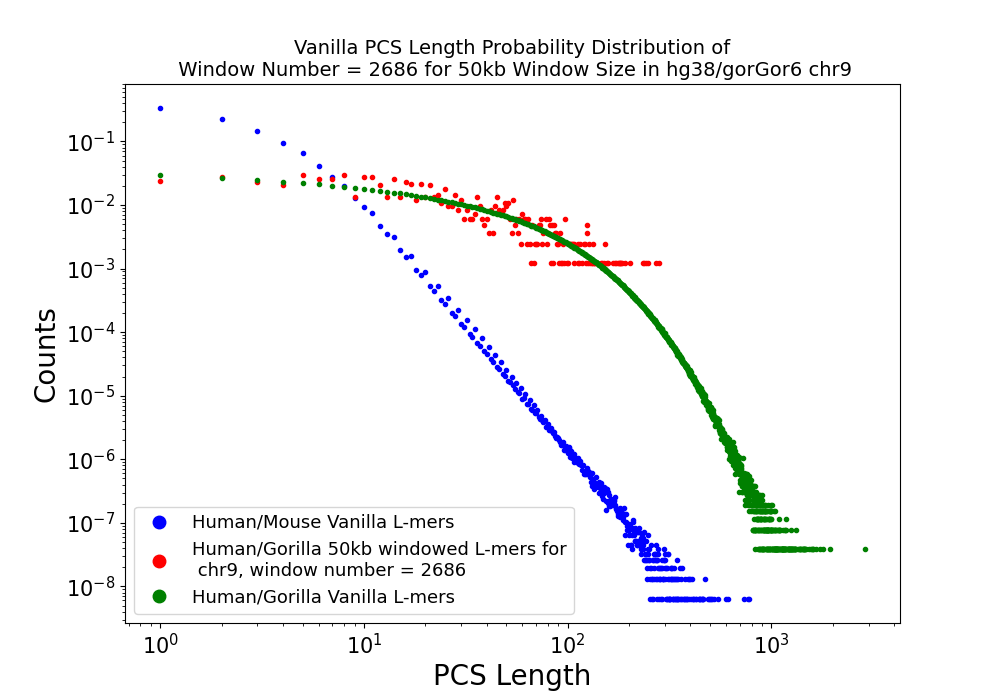 Vanilla PCS Length Probability Distribution of
Window Number = 2686 for 50kb Window Size in hg38/gorGor6 chr9
Counts
10^-1
10^-2
10^-3
10^-4
10^-5
10^-6
10^-7
10^-8
Human/Mouse Vanilla L-mers
Human/Gorilla 50kb windowed L-mers for
chr9, window number = 2686
Human/Gorilla Vanilla L-mers
10^0 10^1 10^2 10^3
PCS Length